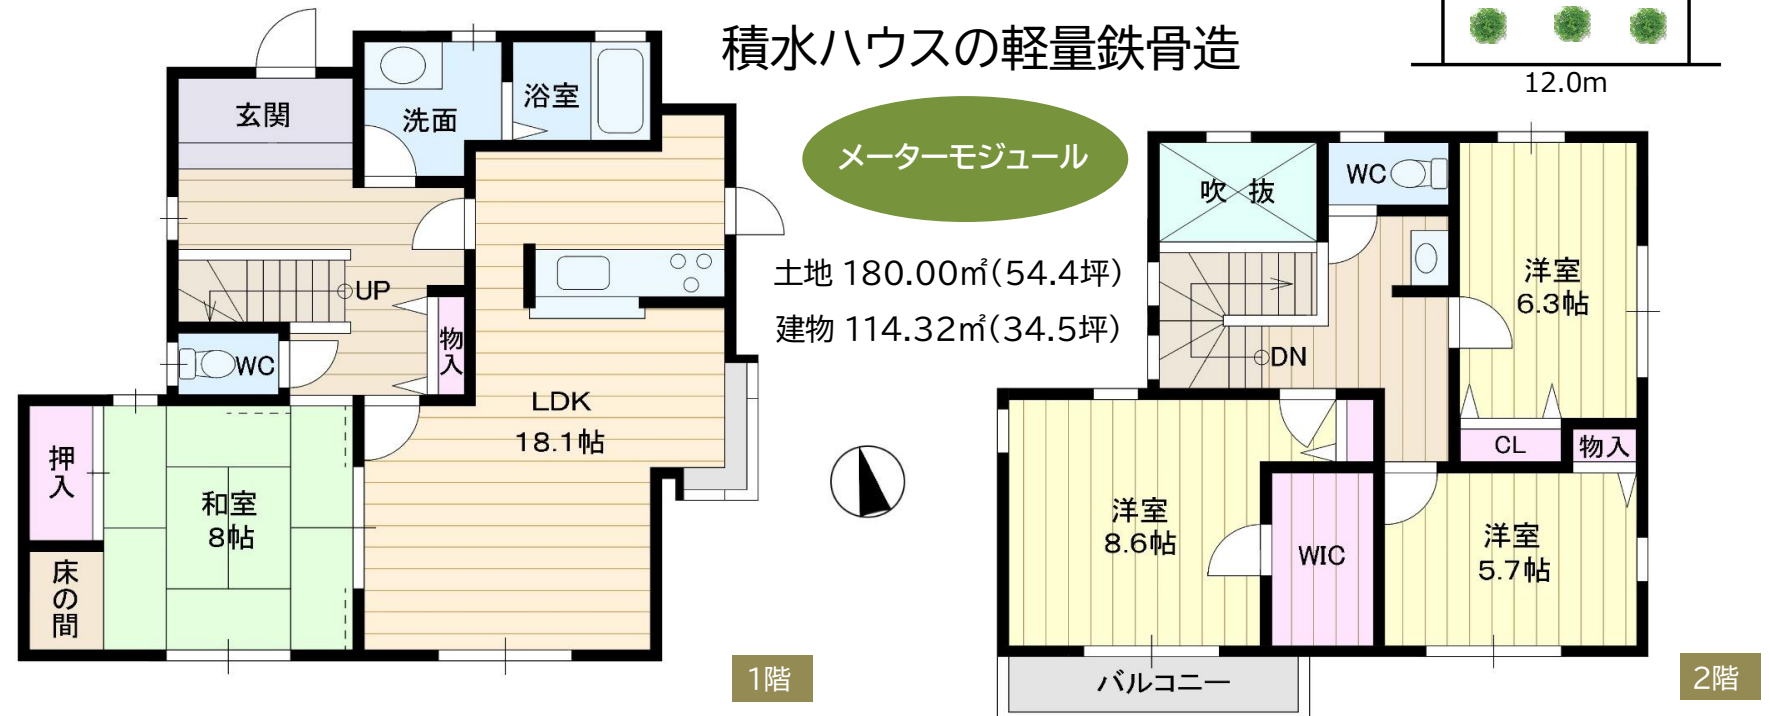 積水ハウスの軽量鉄骨造
12.0m
メーターモジュール
土地 180.00㎡(54.4坪)
建物 114.32㎡(34.5坪)
玄関
洗面
浴室
UP
WC
物入
LDK
18.1帖
押入
和室
8帖
床の間
1階
吹抜
WC
洋室
6.3帖
DN
CL
物入
洋室
8.6帖
WIC
洋室
5.7帖
バルコニー
2階